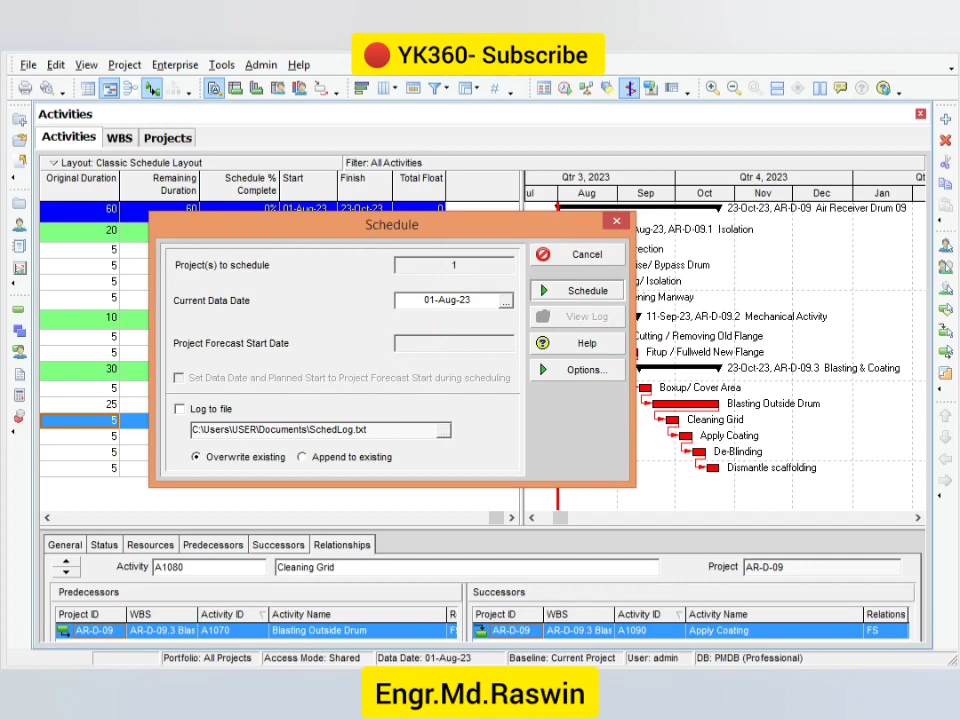 YK360- Subscribe
File Edit View Project Enterprise Tools Admin Help
Activities
Activities WBS Projects
Layout: Classic Schedule Layout Filter: All Activities
Original Duration Remaining Duration Schedule % Complete Start Finish Total Float
Qtr 3, 2023 Qtr 4, 2023 Qt
ul Aug Sep Oct Nov Dec Jan
60 60 0% 01-Aug-23 23-Oct-23 0
23-Oct-23, AR-D-09 Air Receiver Drum 09
20
Aug-23, AR-D-09.1 Isolation
5
rection
5
ise/ Bypass Drum
5
g/ Isolation
5
ening Manway
10
11-Sep-23, AR-D-09.2 Mechanical Activity
5
Cutting / Removing Old Flange
5
Fitup / Fullweld New Flange
30
23-Oct-23, AR-D-09.3 Blasting & Coating
5
Boxup/ Cover Area
25
Blasting Outside Drum
5
Cleaning Grid
5
Apply Coating
5
De-Blinding
5
Dismantle scaffolding
Schedule
Project(s) to schedule 1
Current Data Date 01-Aug-23 ...
Project Forecast Start Date
Set Data Date and Planned Start to Project Forecast Start during scheduling
Log to file
C:\Users\USER\Documents\SchedLog.txt ...
Overwrite existing Append to existing
Cancel
Schedule
View Log
Help
Options...
General Status Resources Predecessors Successors Relationships
Activity A1080 Cleaning Grid Project AR-D-09
Predecessors
Project ID WBS Activity ID Activity Name R
AR-D-09 AR-D-09.3 Blas A1070 Blasting Outside Drum F
Successors
Project ID WBS Activity ID Activity Name Relations
AR-D-09 AR-D-09.3 Blas A1090 Apply Coating FS
Portfolio: All Projects Access Mode: Shared Data Date: 01-Aug-23 Baseline: Current Project User: admin DB: PMDB (Professional)
Engr.Md.Raswin